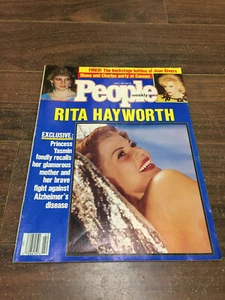 FIRED! The backstage battles of Joan Rivers
Diana and Charles party at Cannes
People
weekly
RITA HAYWORTH
EXCLUSIVE:
Princess
Yasmin
fondly recalls
her glamorous
mother and
her brave
fight against
Alzheimer's
disease